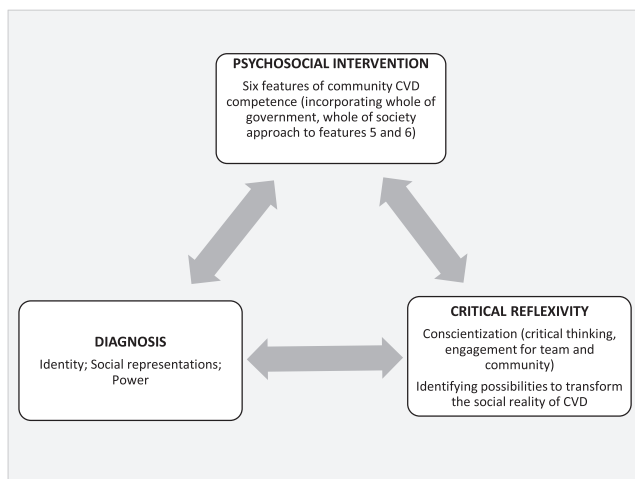 PSYCHOSOCIAL INTERVENTION
Six features of community CVD
competence (incorporating whole of
government, whole of society
approach to features 5 and 6)
DIAGNOSIS
Identity; Social representations;
Power
CRITICAL REFLEXIVITY
Conscientization (critical thinking,
engagement for team and
community)
Identifying possibilities to transform
the social reality of CVD